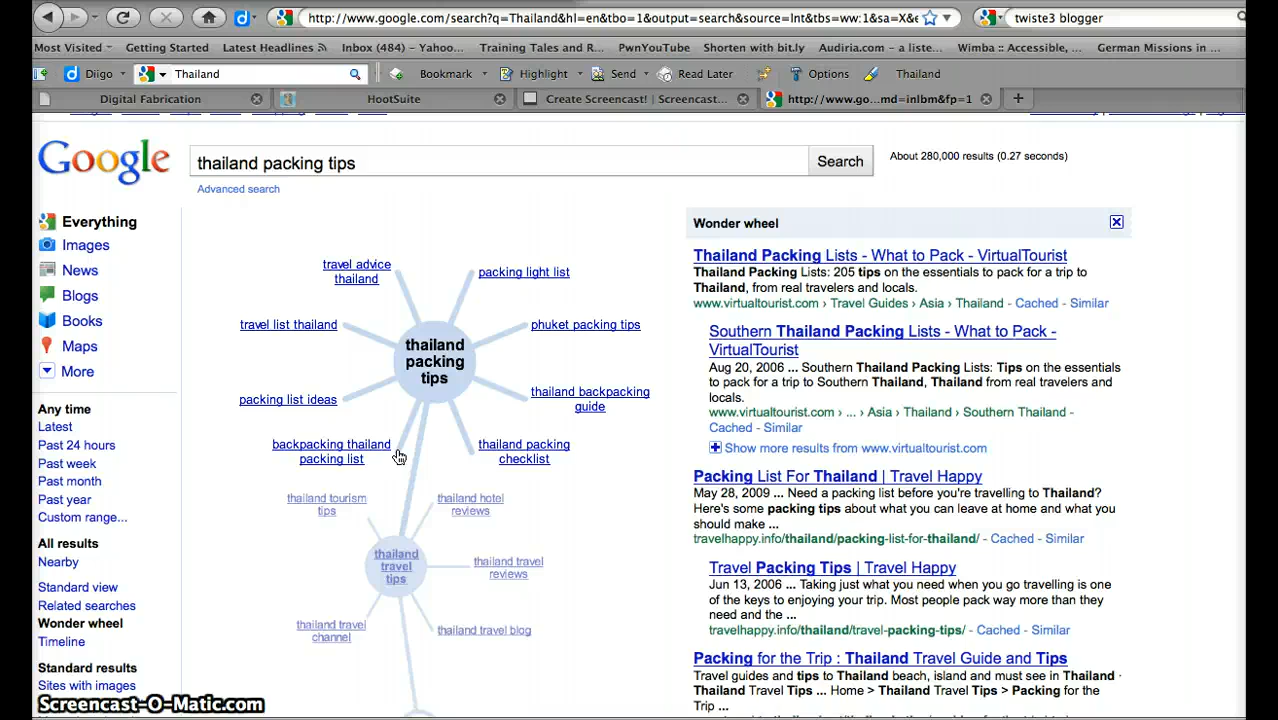 http://www.google.com/search?q=Thailand&hl=en&tbo=1&output=search&source=lnt&tbs=ww:1&sa=X&e
twiste3 blogger
Most Visited
Getting Started
Latest Headlines
Inbox (484) – Yahoo...
Training Tales and R...
PwnYouTube
Shorten with bit.ly
Audiria.com - a liste...
Wimba :: Accessible, ...
German Missions in ...
Diigo
Thailand
Bookmark
Highlight
Send
Read Later
Options
Thailand
Digital Fabrication
HootSuite
Create Screencast! | Screencast...
http://www.go...md=inlbm&fp=1
Google
thailand packing tips
Search
About 280,000 results (0.27 seconds)
Advanced search
Everything
Images
News
Blogs
Books
Maps
More
Any time
Latest
Past 24 hours
Past week
Past month
Past year
Custom range...
All results
Nearby
Standard view
Related searches
Wonder wheel
Timeline
Standard results
Sites with images
travel advice
thailand
packing light list
travel list thailand
phuket packing tips
thailand
packing
tips
packing list ideas
thailand backpacking
guide
backpacking thailand
packing list
thailand packing
checklist
thailand tourism
tips
thailand hotel
reviews
thailand
travel
tips
thailand travel
reviews
thailand travel
channel
thailand travel blog
Wonder wheel
Thailand Packing Lists - What to Pack - VirtualTourist
Thailand Packing Lists: 205 tips on the essentials to pack for a trip to
Thailand, from real travelers and locals.
www.virtualtourist.com › Travel Guides › Asia › Thailand - Cached - Similar
Southern Thailand Packing Lists - What to Pack -
VirtualTourist
Aug 20, 2006 ... Southern Thailand Packing Lists: Tips on the essentials
to pack for a trip to Southern Thailand, Thailand from real travelers and
locals.
www.virtualtourist.com › ... › Asia › Thailand › Southern Thailand -
Cached - Similar
Show more results from www.virtualtourist.com
Packing List For Thailand | Travel Happy
May 28, 2009 ... Need a packing list before you're travelling to Thailand?
Here's some packing tips about what you can leave at home and what you
should make ...
travelhappy.info/thailand/packing-list-for-thailand/ - Cached - Similar
Travel Packing Tips | Travel Happy
Jun 13, 2006 ... Taking just what you need when you go travelling is one
of the keys to enjoying your trip. Most people pack way more than they
need and the ...
travelhappy.info/thailand/travel-packing-tips/ - Cached - Similar
Packing for the Trip : Thailand Travel Guide and Tips
Travel guides and tips to Thailand beach, island and must see in Thailand ·
Thailand Travel Tips ... Home > Thailand Travel Tips > Packing for the
Trip ...
Screencast-O-Matic.com